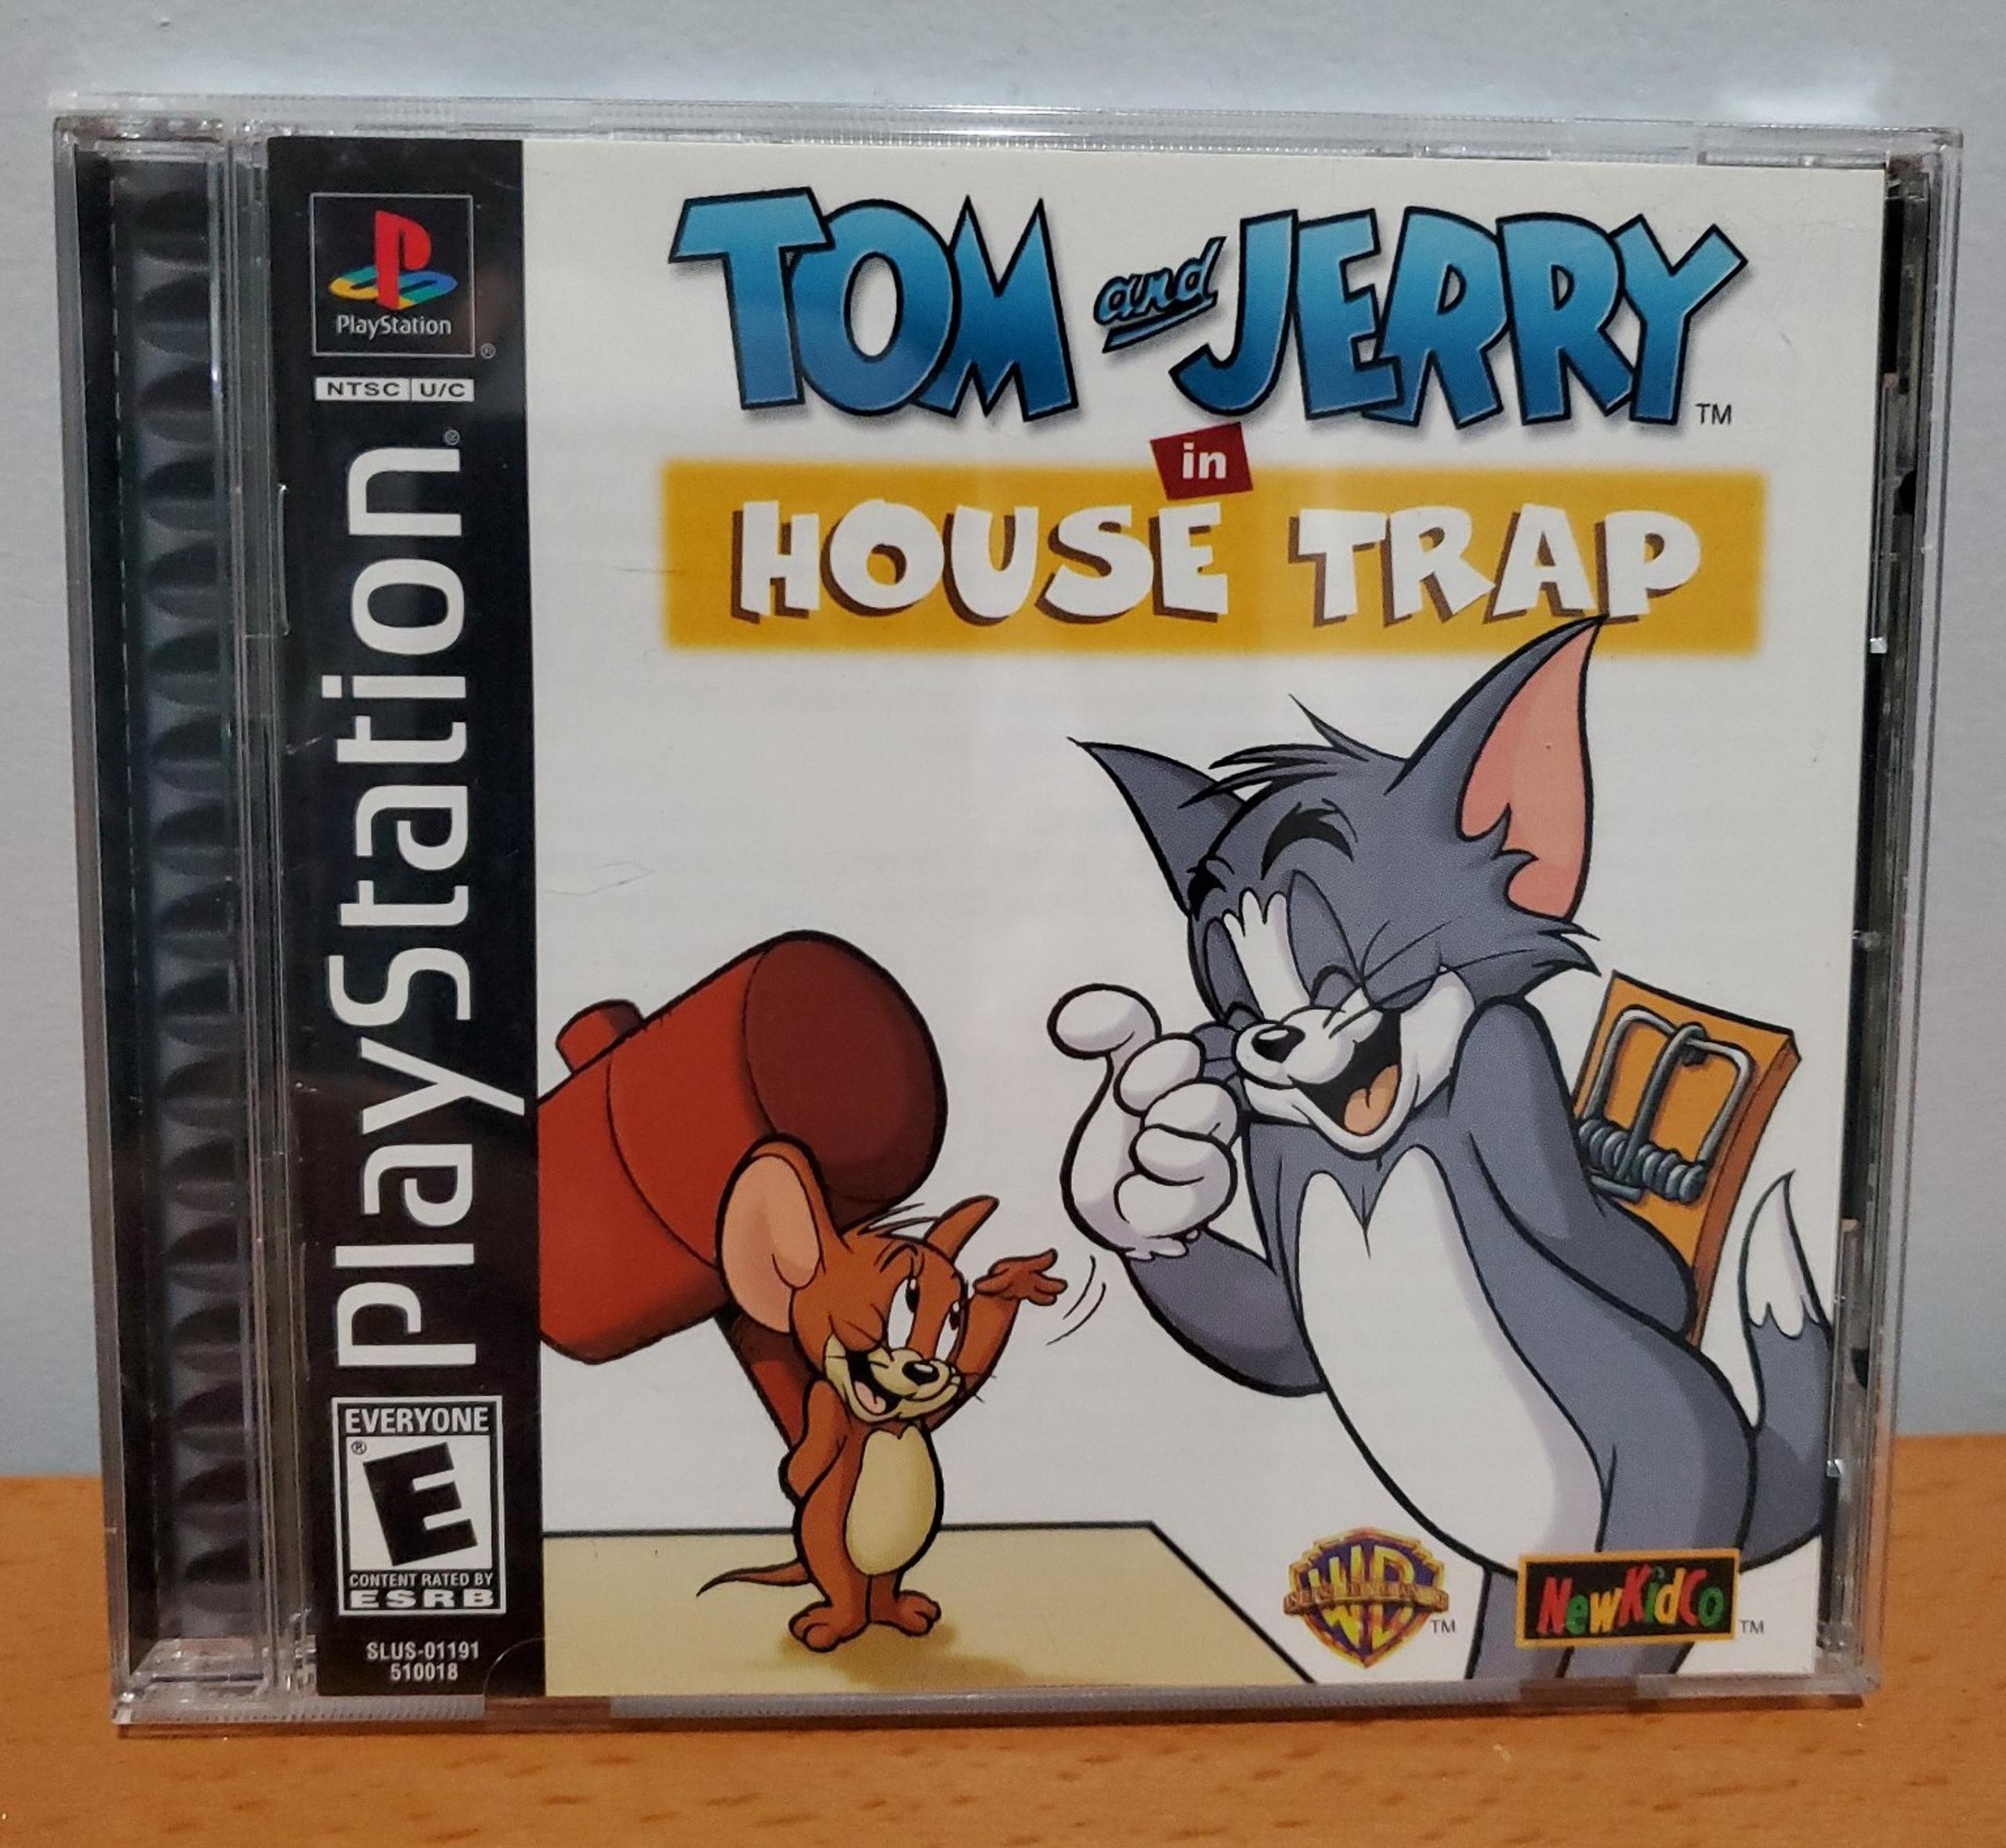 PlayStation
®
NTSC U/C
PlayStation®
EVERYONE
E
®
CONTENT RATED BY
ESRB
SLUS-01191
510018
TOM and JERRY
TM
in
HOUSE TRAP
WB
TM
NewKidCo
TM